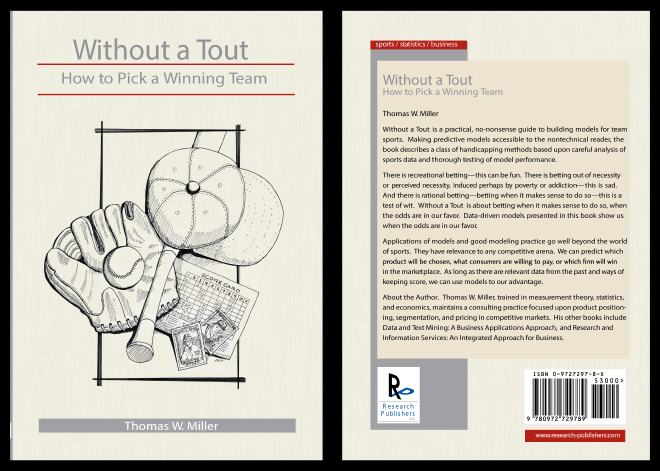 Without a Tout
How to Pick a Winning Team
SCORE CARD
Thomas W. Miller
sports / statistics / business
Without a Tout
How to Pick a Winning Team
Thomas W. Miller
Without a Tout is a practical, no-nonsense guide to building models for team
sports. Making predictive models accessible to the nontechnical reader, the
book describes a class of handicapping methods based upon careful analysis of
sports data and thorough testing of model performance.
There is recreational betting—this can be fun. There is betting out of necessity
or perceived necessity, induced perhaps by poverty or addiction—this is sad.
And there is rational betting—betting when it makes sense to do so—this is a
test of wit. Without a Tout is about betting when it makes sense to do so, when
the odds are in our favor. Data-driven models presented in this book show us
when the odds are in our favor.
Applications of models and good modeling practice go well beyond the world
of sports. They have relevance to any competitive arena. We can predict which
product will be chosen, what consumers are willing to pay, or which firm will win
in the marketplace. As long as there are relevant data from the past and ways of
keeping score, we can use models to our advantage.
About the Author. Thomas W. Miller, trained in measurement theory, statistics,
and economics, maintains a consulting practice focused upon product position-
ing, segmentation, and pricing in competitive markets. His other books include
Data and Text Mining: A Business Applications Approach, and Research and
Information Services: An Integrated Approach for Business.
Research
Publishers
LLC
ISBN 0-9727297-8-X
53000>
9 780972 729789
www.research-publishers.com